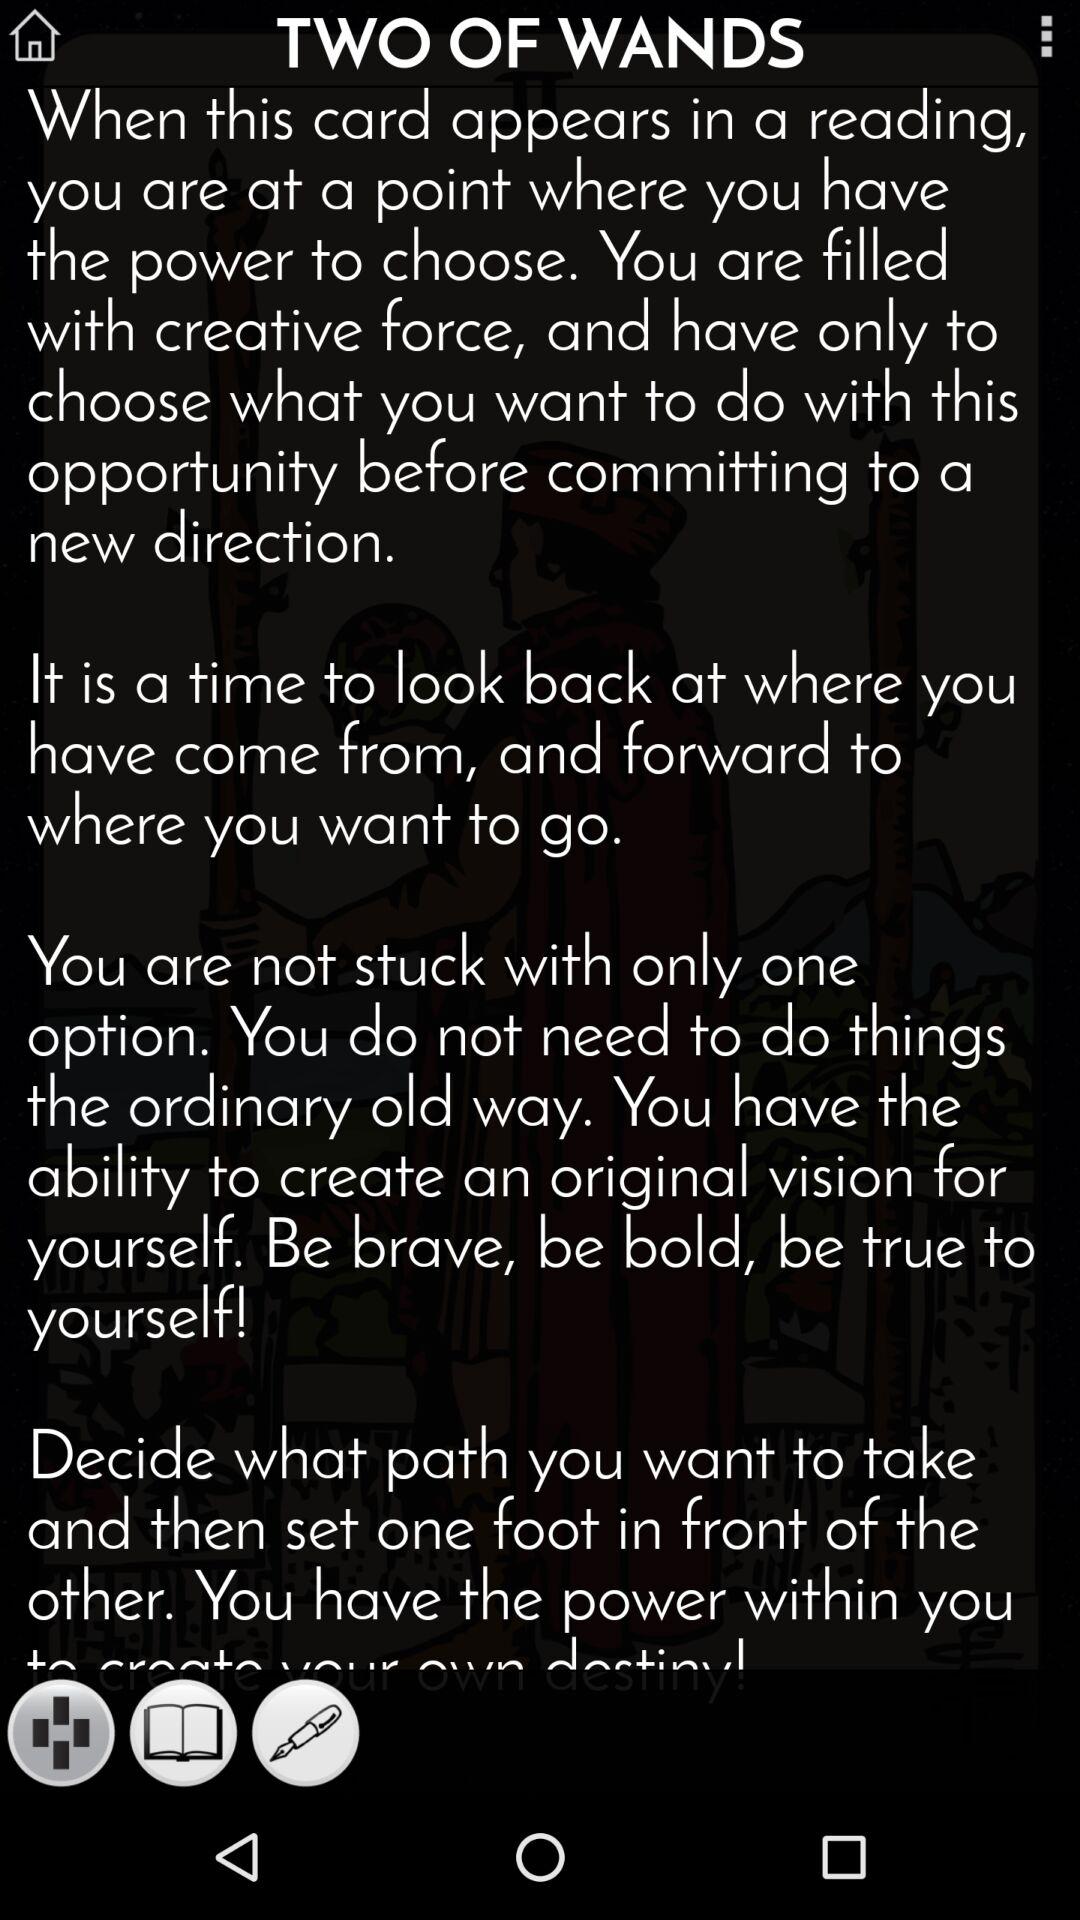 TWO OF WANDS
When this card appears in a reading,
you are at a point where you have
the power to choose. You are filled
with creative force, and have only to
choose what you want to do with this
opportunity before committing to a
new direction.
It is a time to look back at where you
have come from, and forward to
where you want to go.
You are not stuck with only one
option. You do not need to do things
the ordinary old way. You have the
ability to create an original vision for
yourself. Be brave, be bold, be true to
yourself!
Decide what path you want to take
and then set one foot in front of the
other. You have the power within you
to create your own destiny!